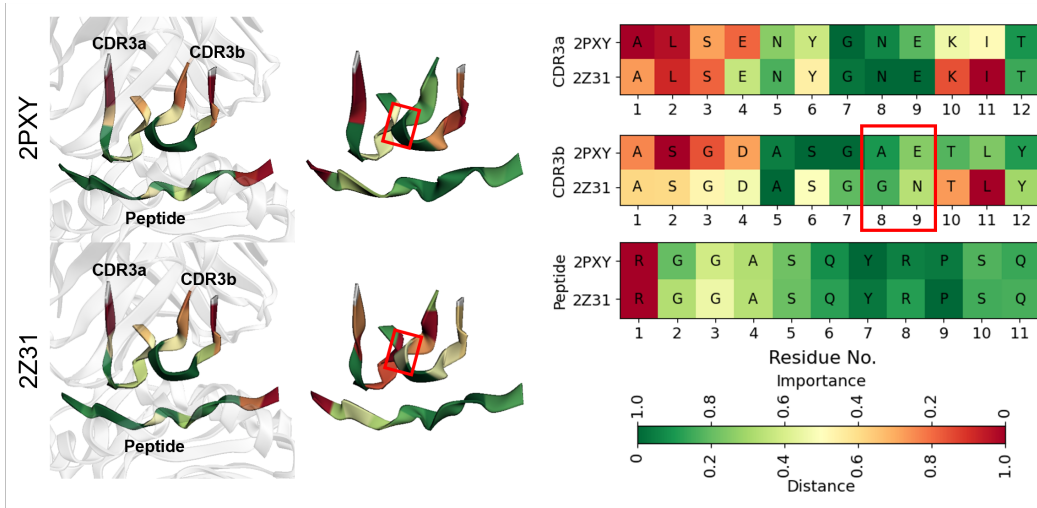 2PXY
CDR3a
CDR3b
Peptide
2Z31
CDR3a
CDR3b
Peptide
CDR3a
2PXY A L S E N Y G N E K I T
2Z31 A L S E N Y G N E K I T
1 2 3 4 5 6 7 8 9 10 11 12
CDR3b
2PXY A S G D A S G A E T L Y
2Z31 A S G D A S G G N T L Y
1 2 3 4 5 6 7 8 9 10 11 12
Peptide
2PXY R G G A S Q Y R P S Q
2Z31 R G G A S Q Y R P S Q
1 2 3 4 5 6 7 8 9 10 11
Residue No.
Importance
1.0 0.8 0.6 0.4 0.2 0
0 0.2 0.4 0.6 0.8 1.0
Distance